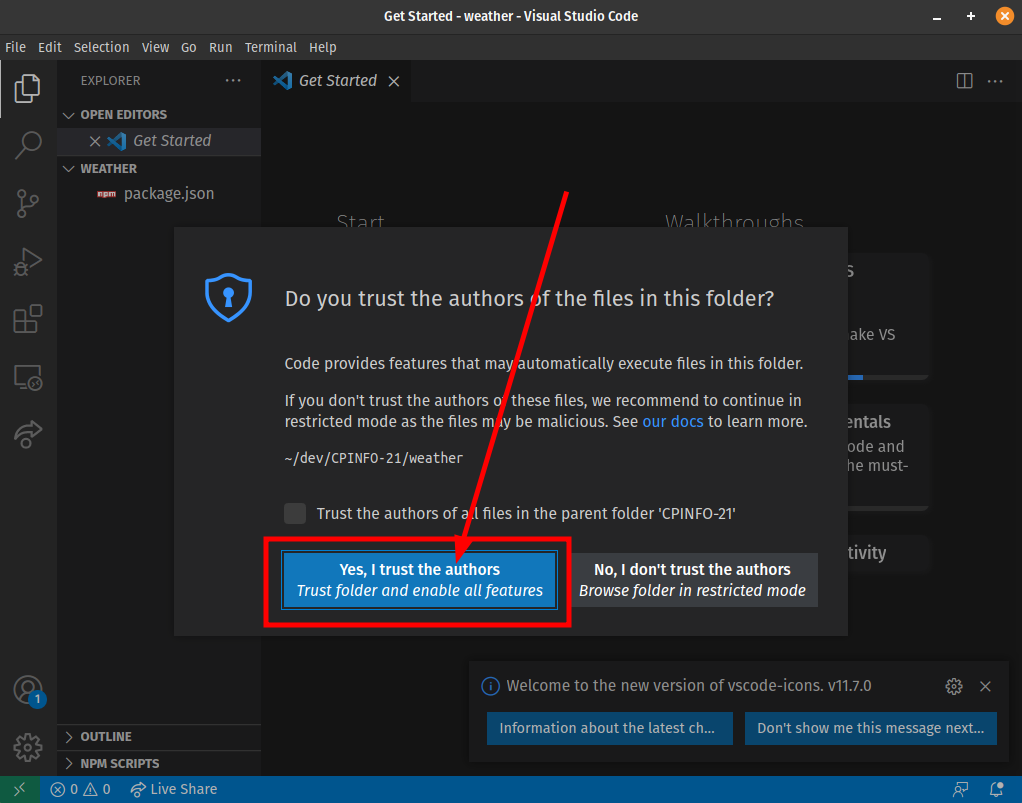 Get Started - weather - Visual Studio Code
File Edit Selection View Go Run Terminal Help
EXPLORER
Get Started
OPEN EDITORS
Get Started
WEATHER
npm package.json
Start
Walkthroughs
Do you trust the authors of the files in this folder?
Code provides features that may automatically execute files in this folder.
If you don't trust the authors of these files, we recommend to continue in
restricted mode as the files may be malicious. See our docs to learn more.
~/dev/CPINFO-21/weather
Trust the authors of all files in the parent folder 'CPINFO-21'
Yes, I trust the authors
Trust folder and enable all features
No, I don't trust the authors
Browse folder in restricted mode
s
ake VS
entals
ode and
he must-
tivity
Welcome to the new version of vscode-icons. v11.7.0
Information about the latest ch...
Don't show me this message next...
1
OUTLINE
NPM SCRIPTS
0 0 Live Share